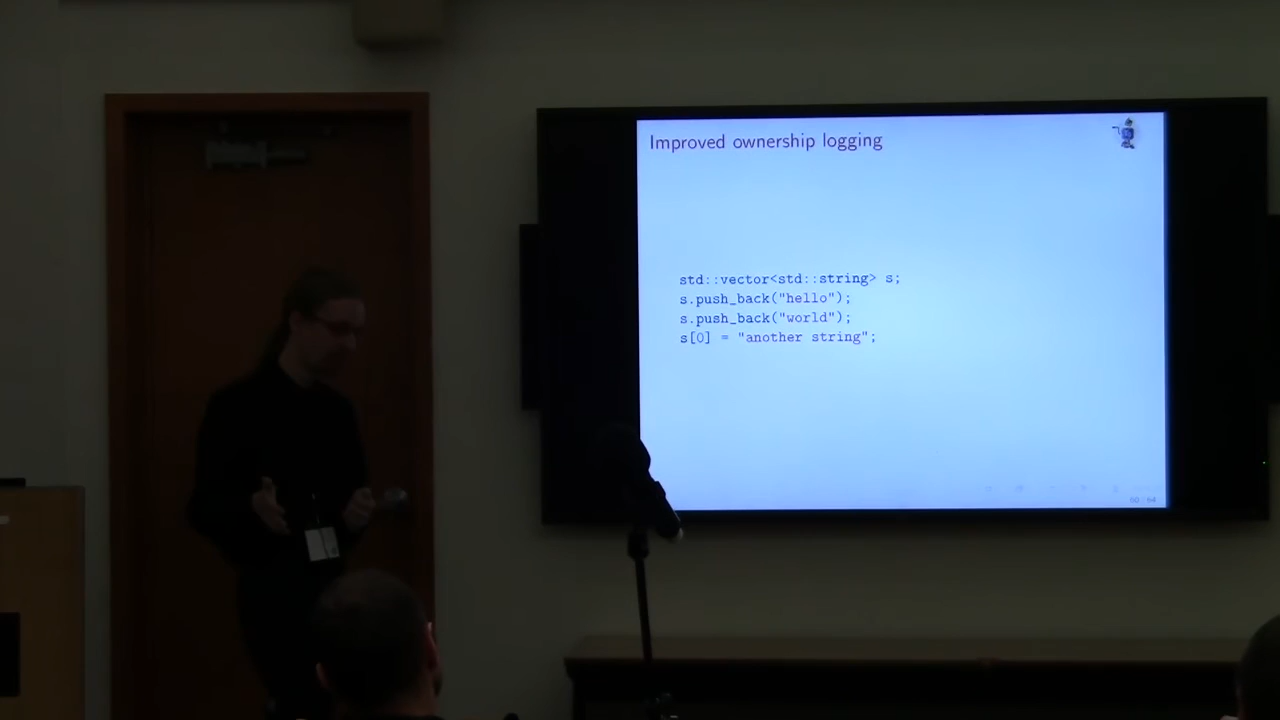 Improved ownership logging
std::vector<std::string> s;
s.push_back("hello");
s.push_back("world");
s[0] = "another string";